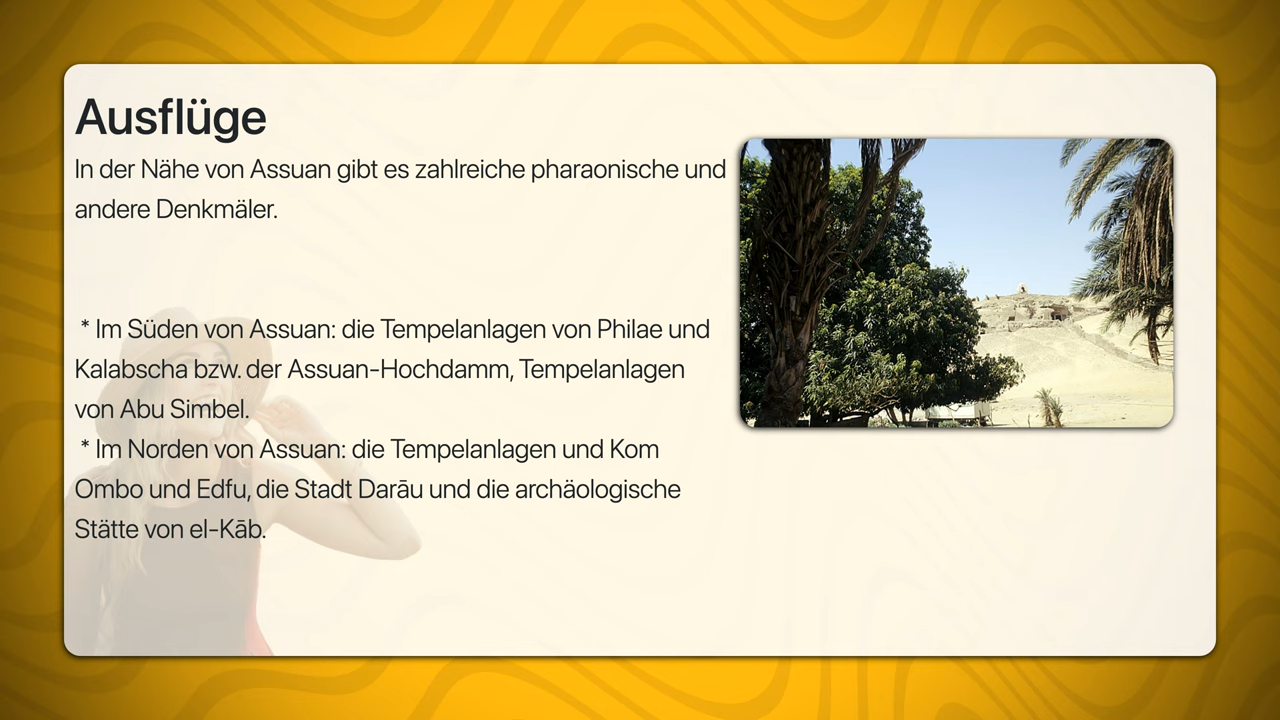 Ausflüge
In der Nähe von Assuan gibt es zahlreiche pharaonische und
andere Denkmäler.
* Im Süden von Assuan: die Tempelanlagen von Philae und
Kalabscha bzw. der Assuan-Hochdamm, Tempelanlagen
von Abu Simbel.
* Im Norden von Assuan: die Tempelanlagen und Kom
Ombo und Edfu, die Stadt Darāu und die archäologische
Stätte von el-Kāb.